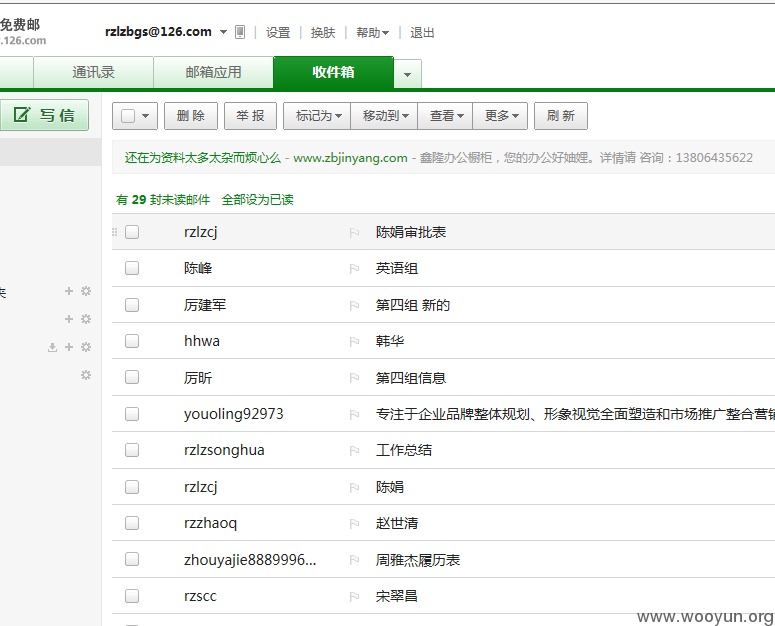 免费邮
.126.com
rzlzbgs@126.com 设置 换肤 帮助 退出
通讯录 邮箱应用 收件箱
写 信 删 除 举 报 标记为 移动到 查看 更多 刷 新
还在为资料太多太杂而烦心么 - www.zbjinyang.com - 鑫隆办公橱柜，您的办公好妯娌。详情请 咨询：13806435622
有 29 封未读邮件 全部设为已读
rzlzcj 陈娟审批表
陈峰 英语组
厉建军 第四组 新的
hhwa 韩华
厉昕 第四组信息
youoling92973 专注于企业品牌整体规划、形象视觉全面塑造和市场推广整合营销
rzlzsonghua 工作总结
rzlzcj 陈娟
rzzhaoq 赵世清
zhouyajie8889996... 周雅杰履历表
rzscc 宋翠昌
www.wooyun.org